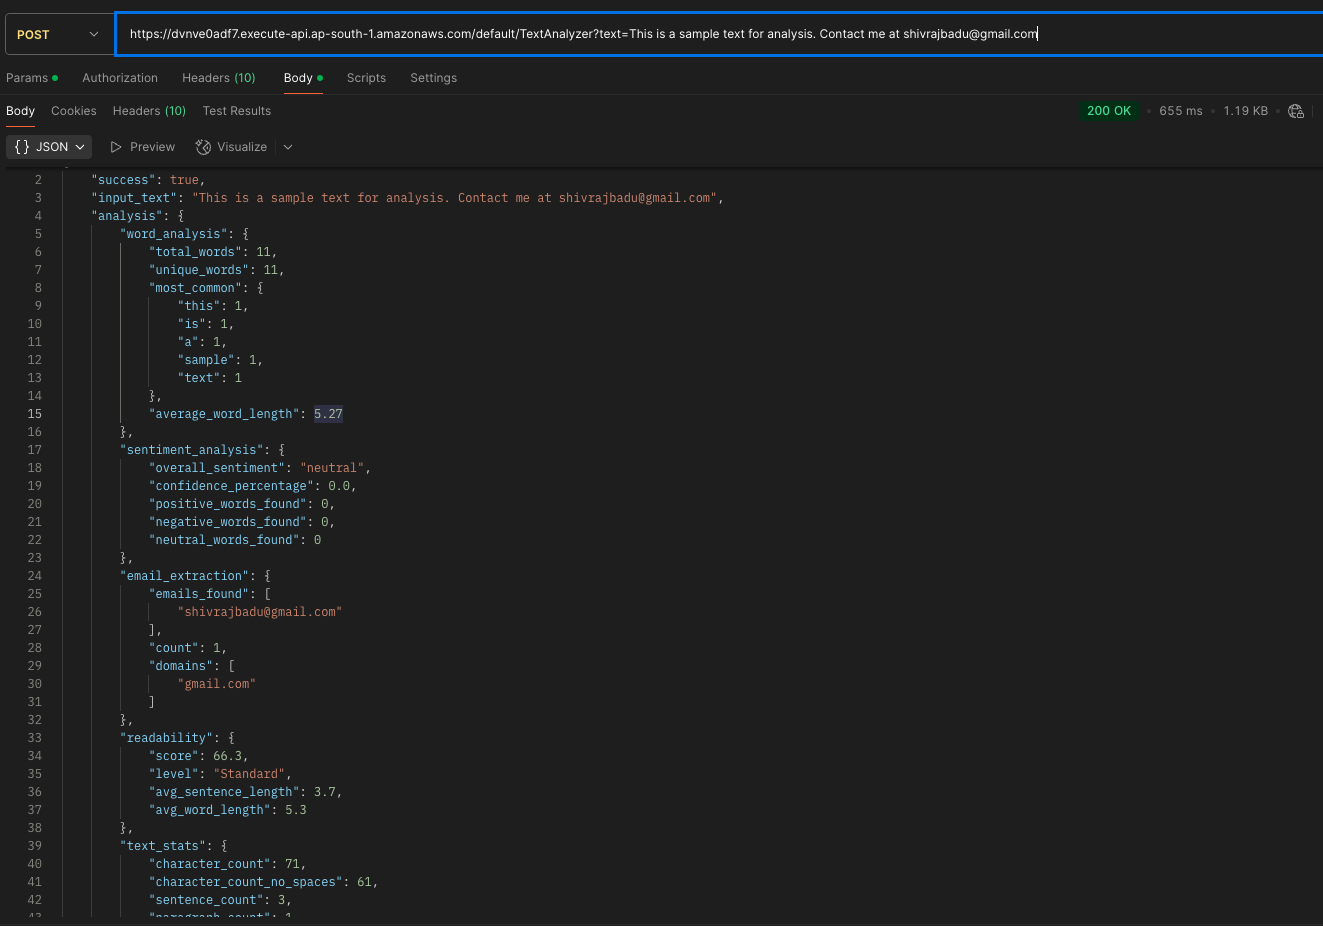 POST https://dvnve0adf7.execute-api.ap-south-1.amazonaws.com/default/TextAnalyzer?text=This is a sample text for analysis. Contact me at shivrajbadu@gmail.com
Params Authorization Headers (10) Body Scripts Settings
Body Cookies Headers (10) Test Results 200 OK 655 ms 1.19 KB
{} JSON Preview Visualize
2 "success": true,
3 "input_text": "This is a sample text for analysis. Contact me at shivrajbadu@gmail.com",
4 "analysis": {
5 "word_analysis": {
6 "total_words": 11,
7 "unique_words": 11,
8 "most_common": {
9 "this": 1,
10 "is": 1,
11 "a": 1,
12 "sample": 1,
13 "text": 1
14 },
15 "average_word_length": 5.27
16 },
17 "sentiment_analysis": {
18 "overall_sentiment": "neutral",
19 "confidence_percentage": 0.0,
20 "positive_words_found": 0,
21 "negative_words_found": 0,
22 "neutral_words_found": 0
23 },
24 "email_extraction": {
25 "emails_found": [
26 "shivrajbadu@gmail.com"
27 ],
28 "count": 1,
29 "domains": [
30 "gmail.com"
31 ]
32 },
33 "readability": {
34 "score": 66.3,
35 "level": "Standard",
36 "avg_sentence_length": 3.7,
37 "avg_word_length": 5.3
38 },
39 "text_stats": {
40 "character_count": 71,
41 "character_count_no_spaces": 61,
42 "sentence_count": 3,
43 "paragraph_count": 1